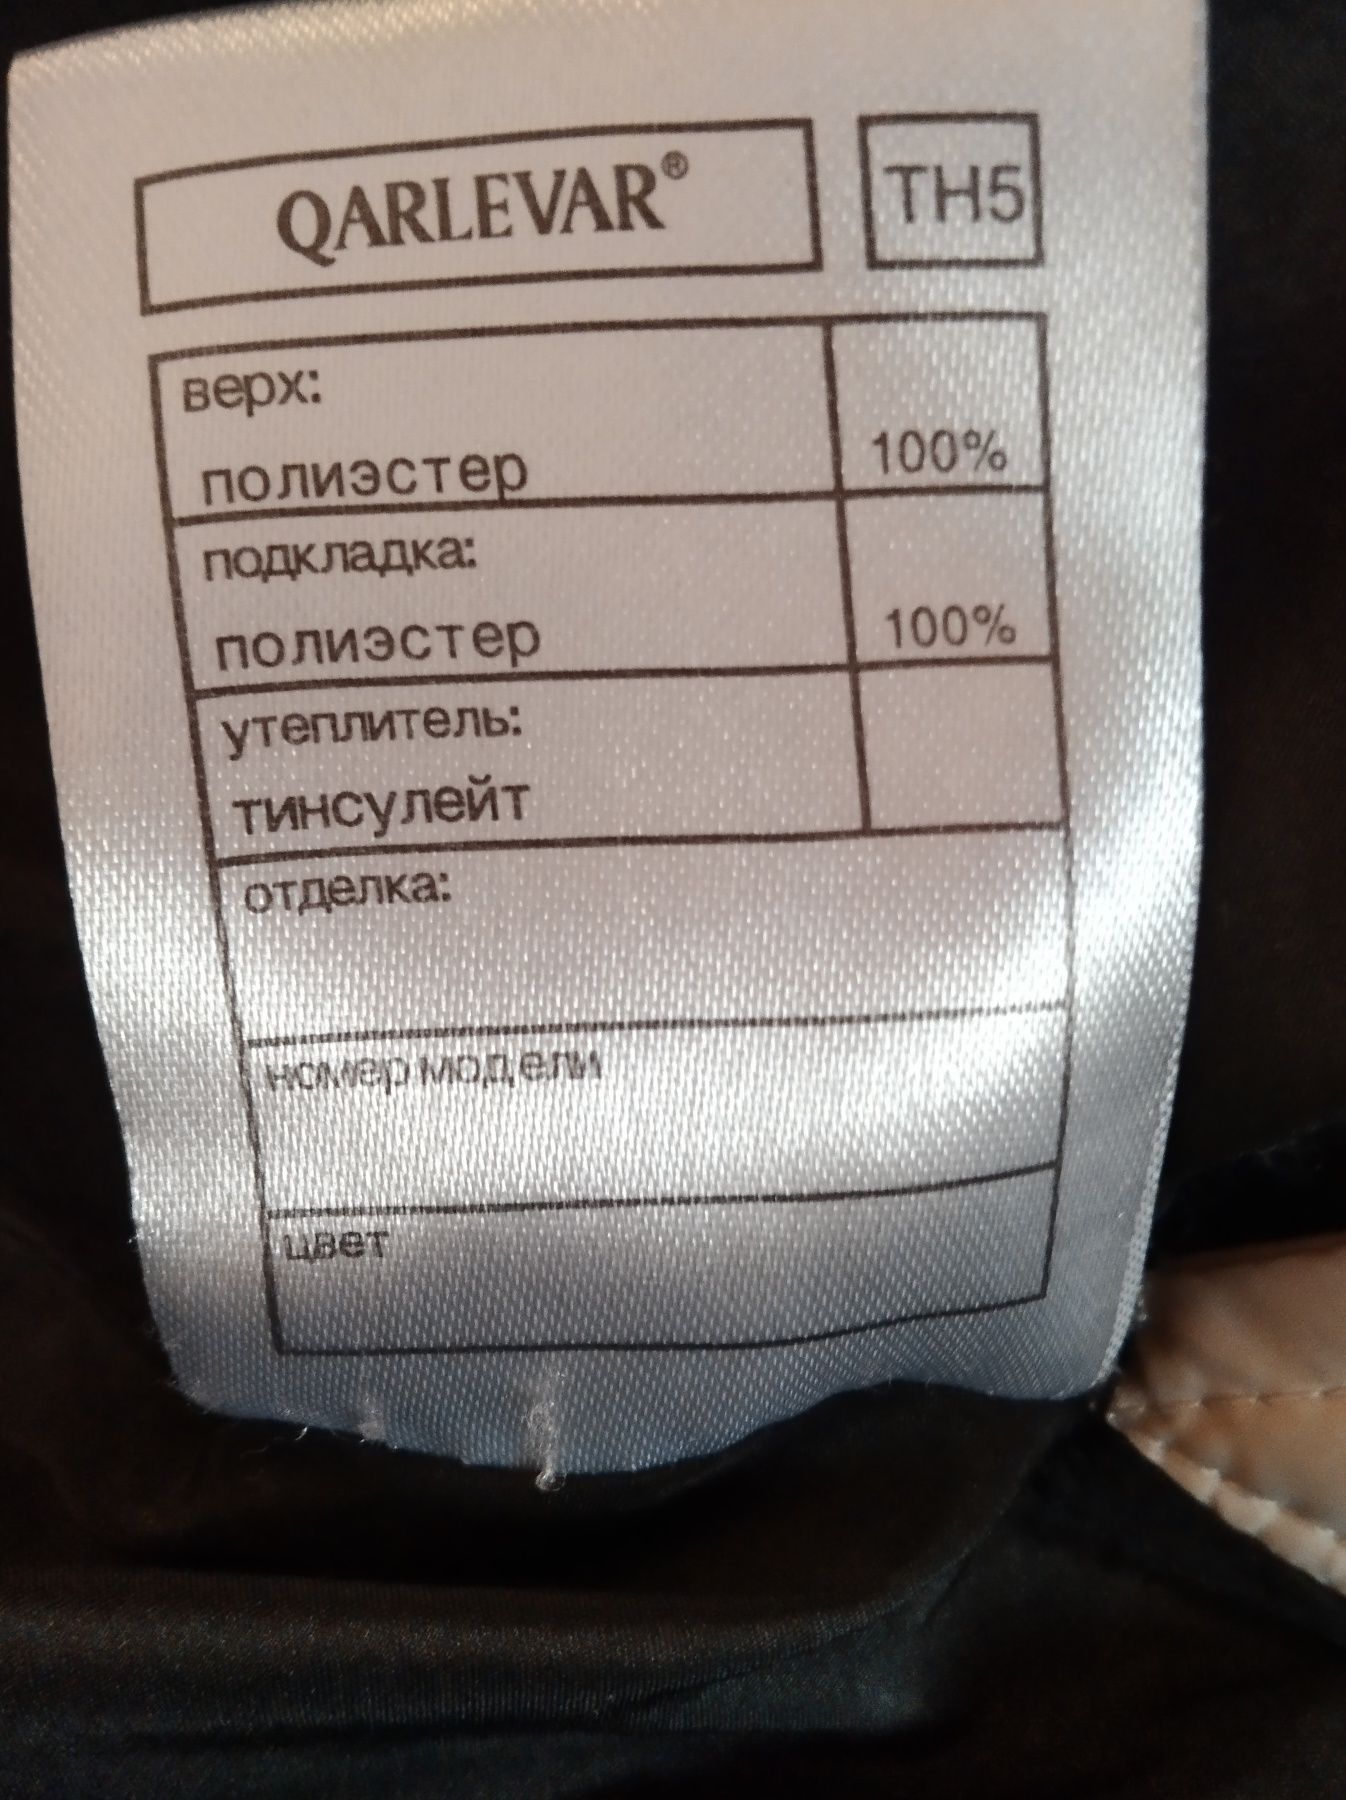 QARLEVAR® TH5
верх:
полиэстер 100%
подкладка:
полиэстер 100%
утеплитель:
тинсулейт
отделка:
номер модели
цвет